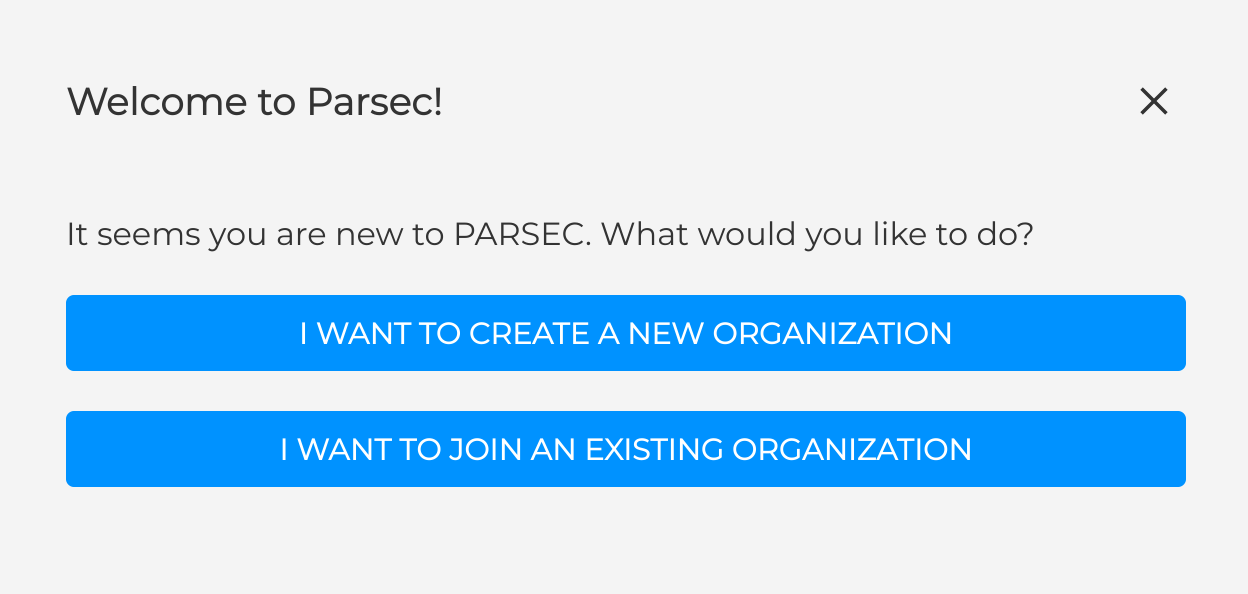 Welcome to Parsec!
It seems you are new to PARSEC. What would you like to do?
I WANT TO CREATE A NEW ORGANIZATION
I WANT TO JOIN AN EXISTING ORGANIZATION